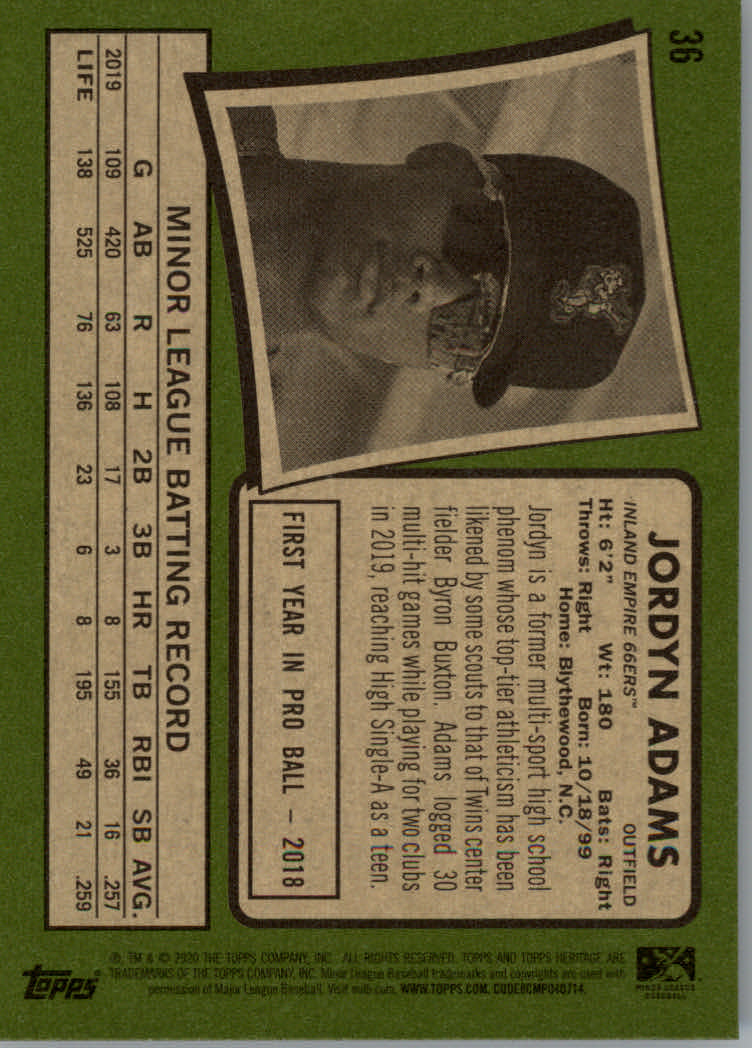 36
JORDYN ADAMS
INLAND EMPIRE 66ERS™ OUTFIELD
Ht: 6'2" Wt: 180 Bats: Right
Throws: Right Born: 10/18/99
Home: Blythewood, N.C.
Jordyn is a former multi-sport high school
phenom whose top-tier athleticism has been
likened by some scouts to that of Twins center
fielder Byron Buxton. Adams logged 30
multi-hit games while playing for two clubs
in 2019, reaching High Single-A as a teen.
FIRST YEAR IN PRO BALL – 2018
MINOR LEAGUE BATTING RECORD
G AB R H 2B 3B HR TB RBI SB AVG.
2019 109 420 63 108 17 3 8 155 36 16 .257
LIFE 138 525 76 136 23 6 8 195 49 21 .259
MINOR LEAGUE
BASEBALL
®, TM & © 2020 THE TOPPS COMPANY, INC. ALL RIGHTS RESERVED. TOPPS AND TOPPS HERITAGE ARE
TRADEMARKS OF THE TOPPS COMPANY, INC. Minor League Baseball trademarks and copyrights are used with
permission of Major League Baseball. Visit milb.com. WWW.TOPPS.COM. CODE#CMP040714.
topps®